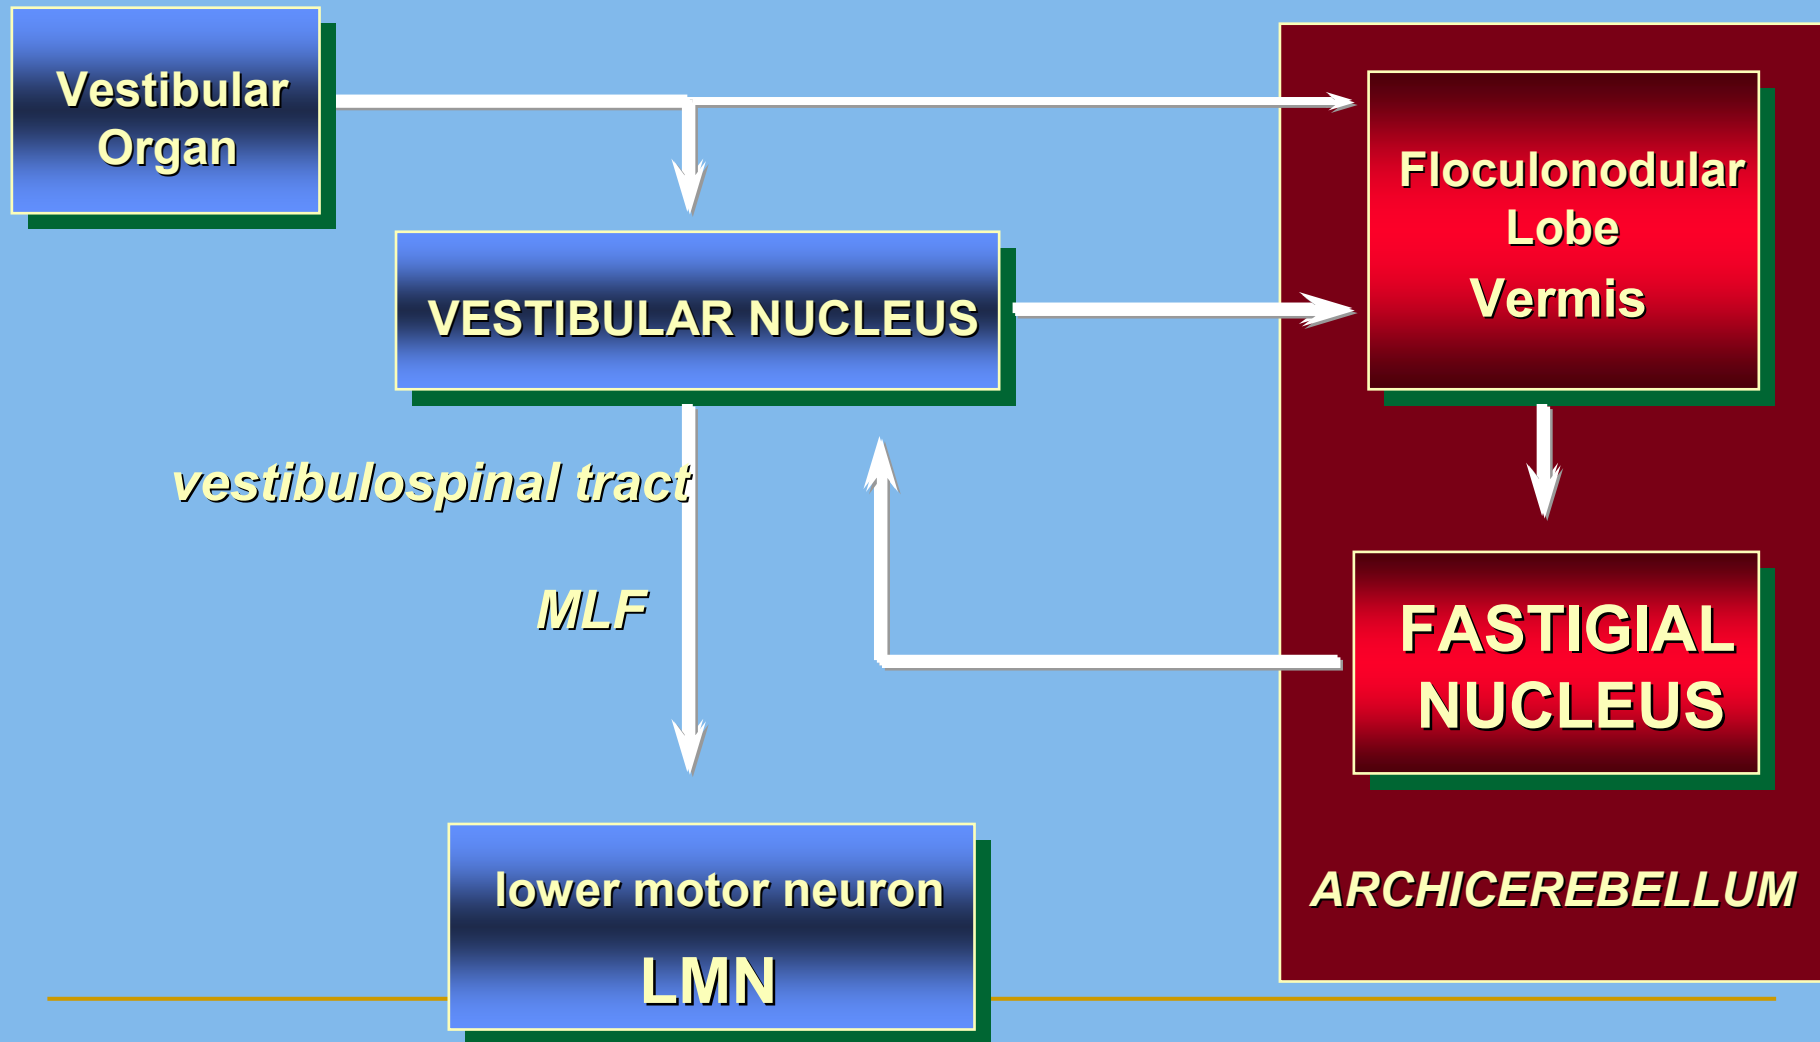 Vestibular
Organ
Floculonodular
Lobe
Vermis
VESTIBULAR NUCLEUS
vestibulospinal tract
MLF
FASTIGIAL
NUCLEUS
lower motor neuron
LMN
ARCHICEREBELLUM